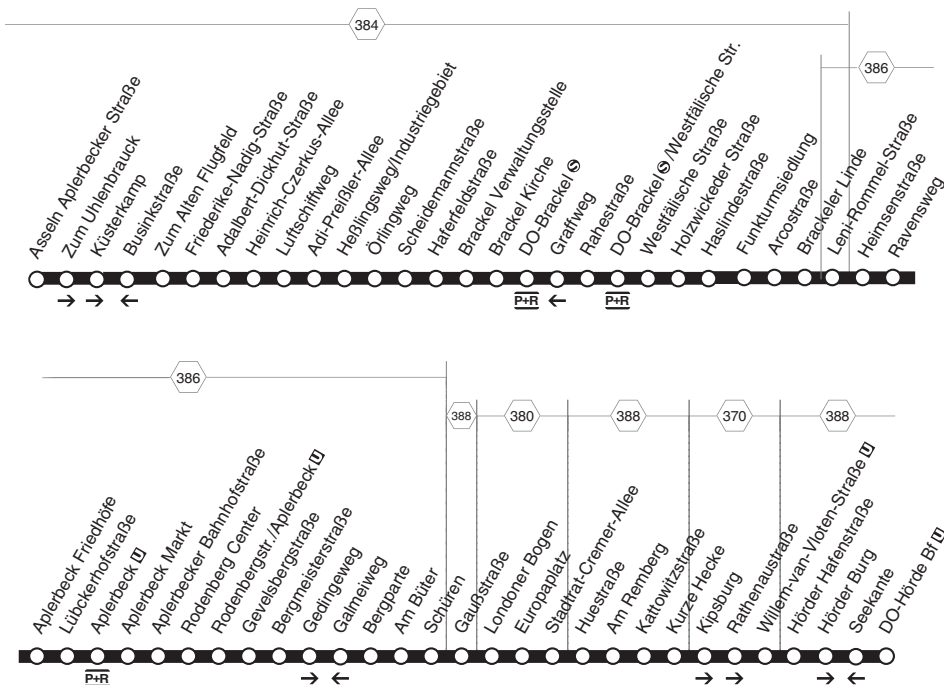 384
386
Asseln Aplerbecker Straße
Zum Uhlenbrauck
Küsterkamp
Businkstraße
Zum Alten Flugfeld
Friederike-Nadig-Straße
Adalbert-Dickhut-Straße
Heinrich-Czerkus-Allee
Luftschiffweg
Adi-Preißler-Allee
Heßlingsweg/Industriegebiet
Örlingweg
Scheidemannstraße
Haferfeldstraße
Brackel Verwaltungsstelle
Brackel Kirche
DO-Brackel S
Graffweg
Rahestraße
DO-Brackel S /Westfälische Str.
Westfälische Straße
Holzwickeder Straße
Haslindestraße
Funkturmsiedlung
Arcostraße
Brackeler Linde
Leni-Rommel-Straße
Heimsenstraße
Ravensweg
→ → ← P+R ← P+R
386
388
380
388
370
388
Aplerbeck Friedhöfe
Lübckerhofstraße
Aplerbeck U
Aplerbeck Markt
Aplerbecker Bahnhofstraße
Rodenberg Center
Rodenbergstr./Aplerbeck U
Gevelsbergstraße
Bergmeisterstraße
Gedingeweg
Gallmeiweg
Bergparte
Am Büter
Schüren
Gaußstraße
Londoner Bogen
Europaplatz
Stadtrat-Cremer-Allee
Huestraße
Am Remberg
Kattowitzstraße
Kurze Hecke
Kipsburg
Rathenaustraße
Willem-van-Vloten-Straße U
Hörder Hafenstraße
Hörder Burg
Seekante
DO-Hörde Bf U
P+R → ← → → → ←